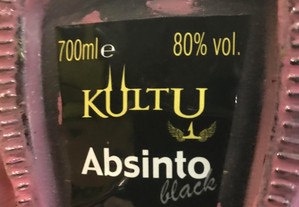 700ml e 80% vol.
KULTU
Absinto
black